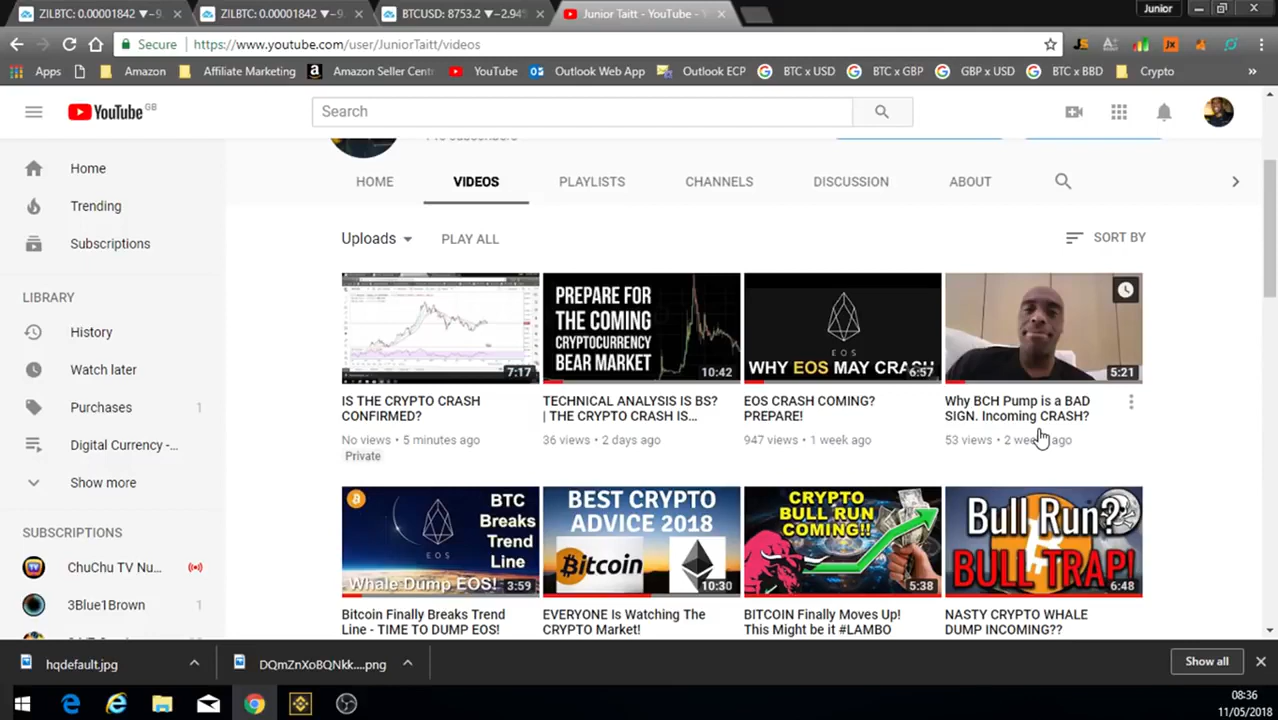 ZILBTC: 0.00001842 ▼−9.
ZILBTC: 0.00001842 ▼−9.
BTCUSD: 8753.2 ▼−2.94%
Junior Taitt - YouTube -
Junior
Secure
https://www.youtube.com/user/JuniorTaitt/videos
Apps
Amazon
Affiliate Marketing
Amazon Seller Cent
YouTube
Outlook Web App
Outlook ECP
BTC x USD
BTC x GBP
GBP x USD
BTC x BBD
Crypto
YouTube GB
Search
Home
Trending
Subscriptions
LIBRARY
History
Watch later
Purchases 1
Digital Currency -...
Show more
SUBSCRIPTIONS
ChuChu TV Nu...
3Blue1Brown 1
HOME
VIDEOS
PLAYLISTS
CHANNELS
DISCUSSION
ABOUT
Uploads
PLAY ALL
SORT BY
7:17
IS THE CRYPTO CRASH
CONFIRMED?
No views • 5 minutes ago
Private
PREPARE FOR
THE COMING
CRYPTOCURRENCY
BEAR MARKET
10:42
TECHNICAL ANALYSIS IS BS?
| THE CRYPTO CRASH IS...
36 views • 2 days ago
EOS
WHY EOS MAY CRASH
6:57
EOS CRASH COMING?
PREPARE!
947 views • 1 week ago
5:21
Why BCH Pump is a BAD
SIGN. Incoming CRASH?
53 views • 2 weeks ago
BTC
Breaks
Trend
Line
EOS
Whale Dump EOS!
3:59
Bitcoin Finally Breaks Trend
Line - TIME TO DUMP EOS!
BEST CRYPTO
ADVICE 2018
Bitcoin
10:30
EVERYONE Is Watching The
CRYPTO Market!
CRYPTO
BULL RUN
COMING!!
5:38
BITCOIN Finally Moves Up!
This Might be it #LAMBO
Bull Run?
BULL TRAP!
6:48
NASTY CRYPTO WHALE
DUMP INCOMING??
hqdefault.jpg
DQmZnXoBQNkk....png
Show all
08:36
11/05/2018